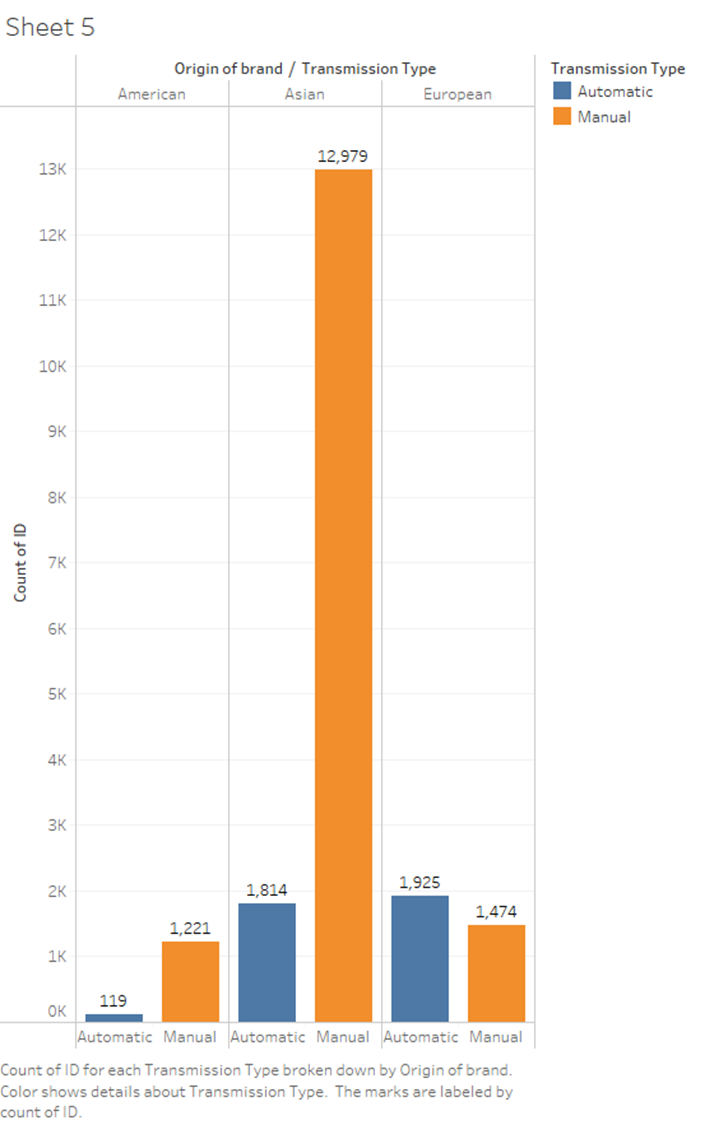 Sheet 5
Origin of brand / Transmission Type
American Asian European
Transmission Type
Automatic
Manual
12,979
13K
12K
11K
10K
9K
8K
7K
6K
5K
4K
3K
2K
1K
0K
Count of ID
119
1,221
1,814
1,925
1,474
Automatic Manual Automatic Manual Automatic Manual
Count of ID for each Transmission Type broken down by Origin of brand.
Color shows details about Transmission Type. The marks are labeled by
count of ID.